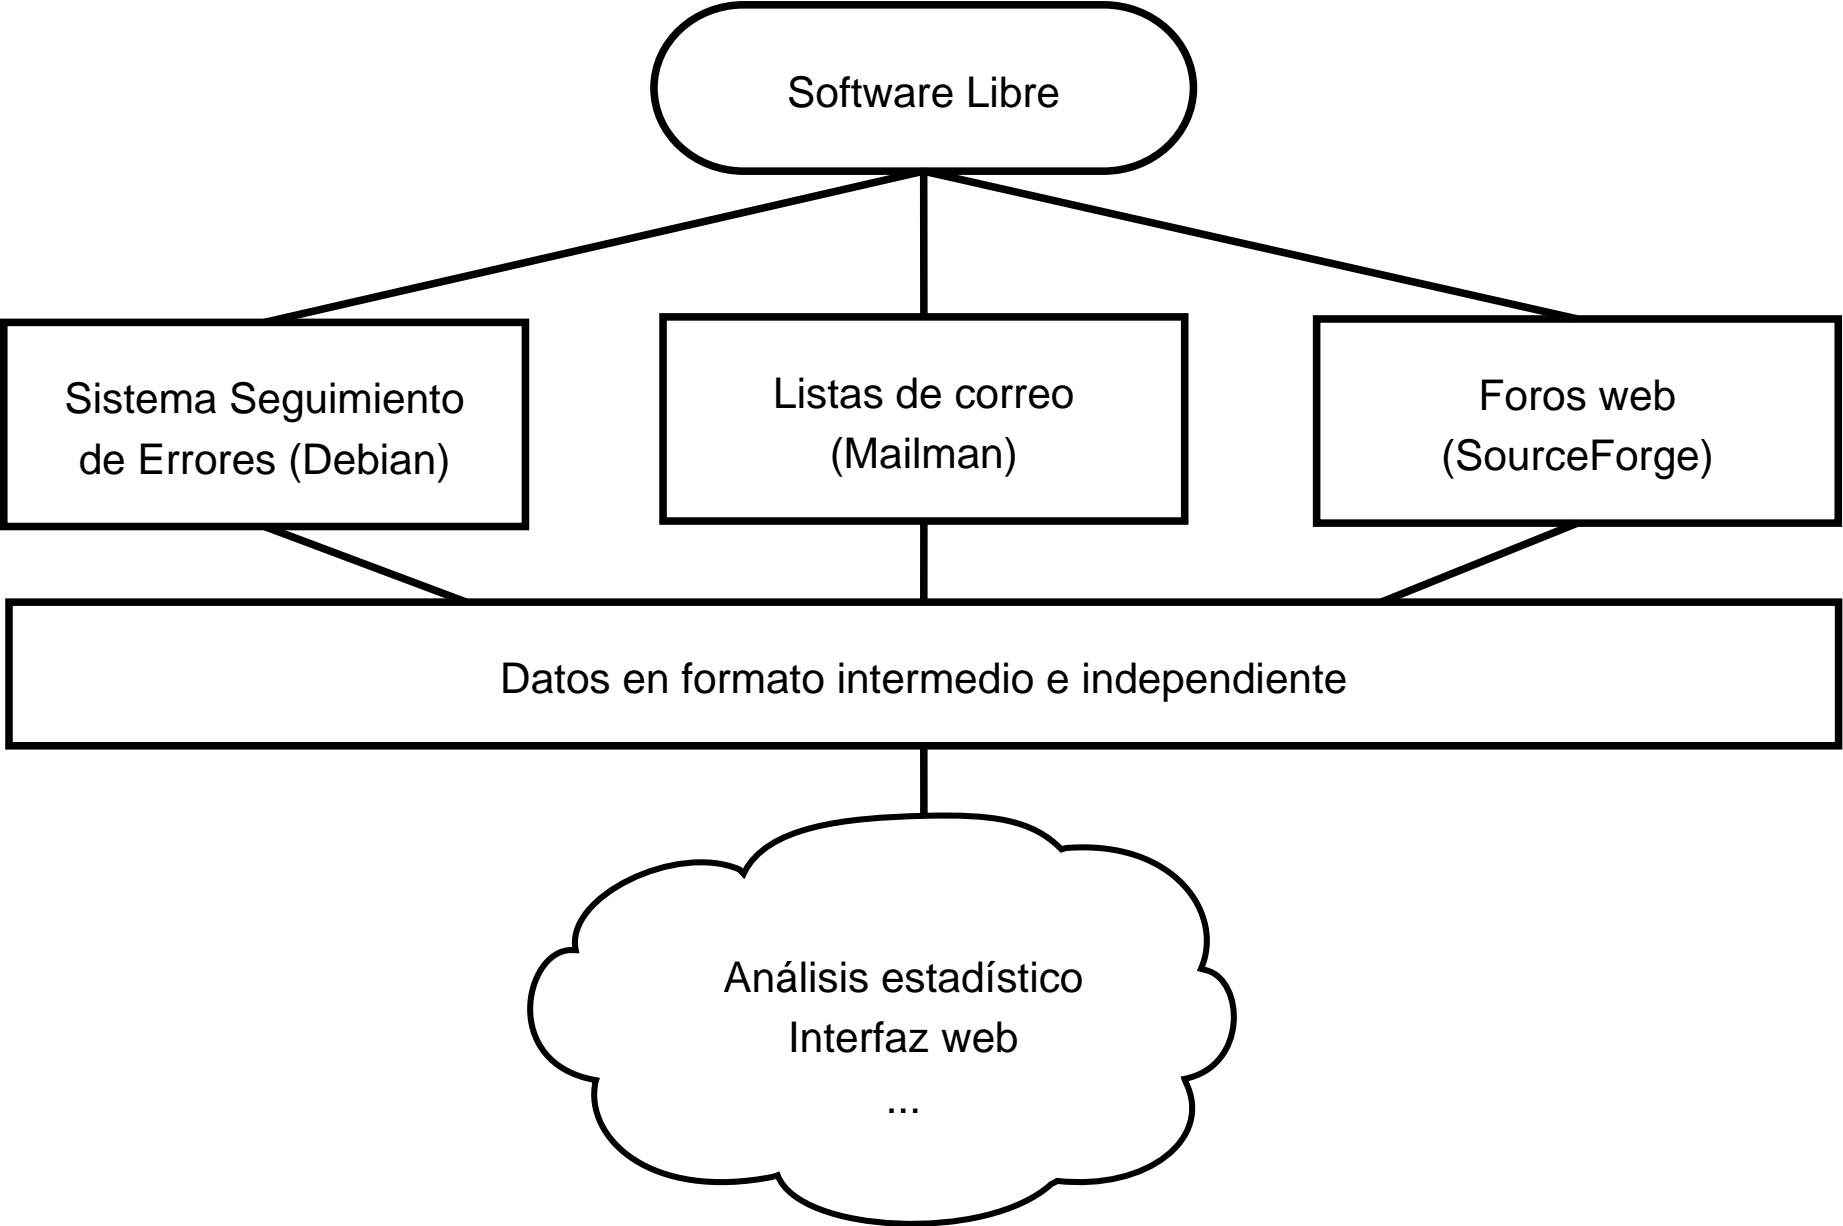 Software Libre
Sistema Seguimiento
de Errores (Debian)
Listas de correo
(Mailman)
Foros web
(SourceForge)
Datos en formato intermedio e independiente
Análisis estadístico
Interfaz web
...